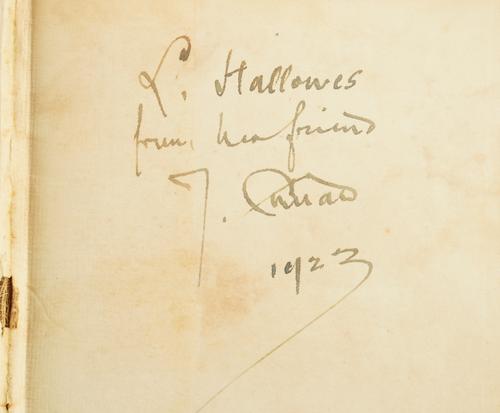 L. Hallowes
from her friend
J. Conrad
1923